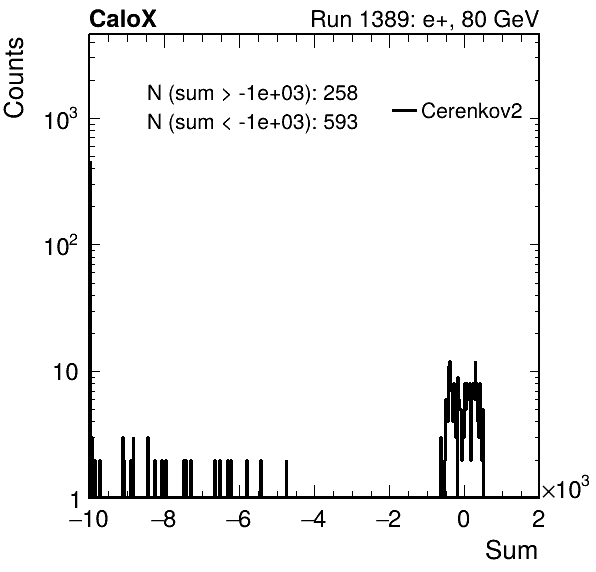 CaloX Run 1389: e+, 80 GeV
Counts
N (sum > -1e+03): 258
N (sum < -1e+03): 593
Cerenkov2
10³
10²
10
1
−10 −8 −6 −4 −2 0 2
×10³
Sum